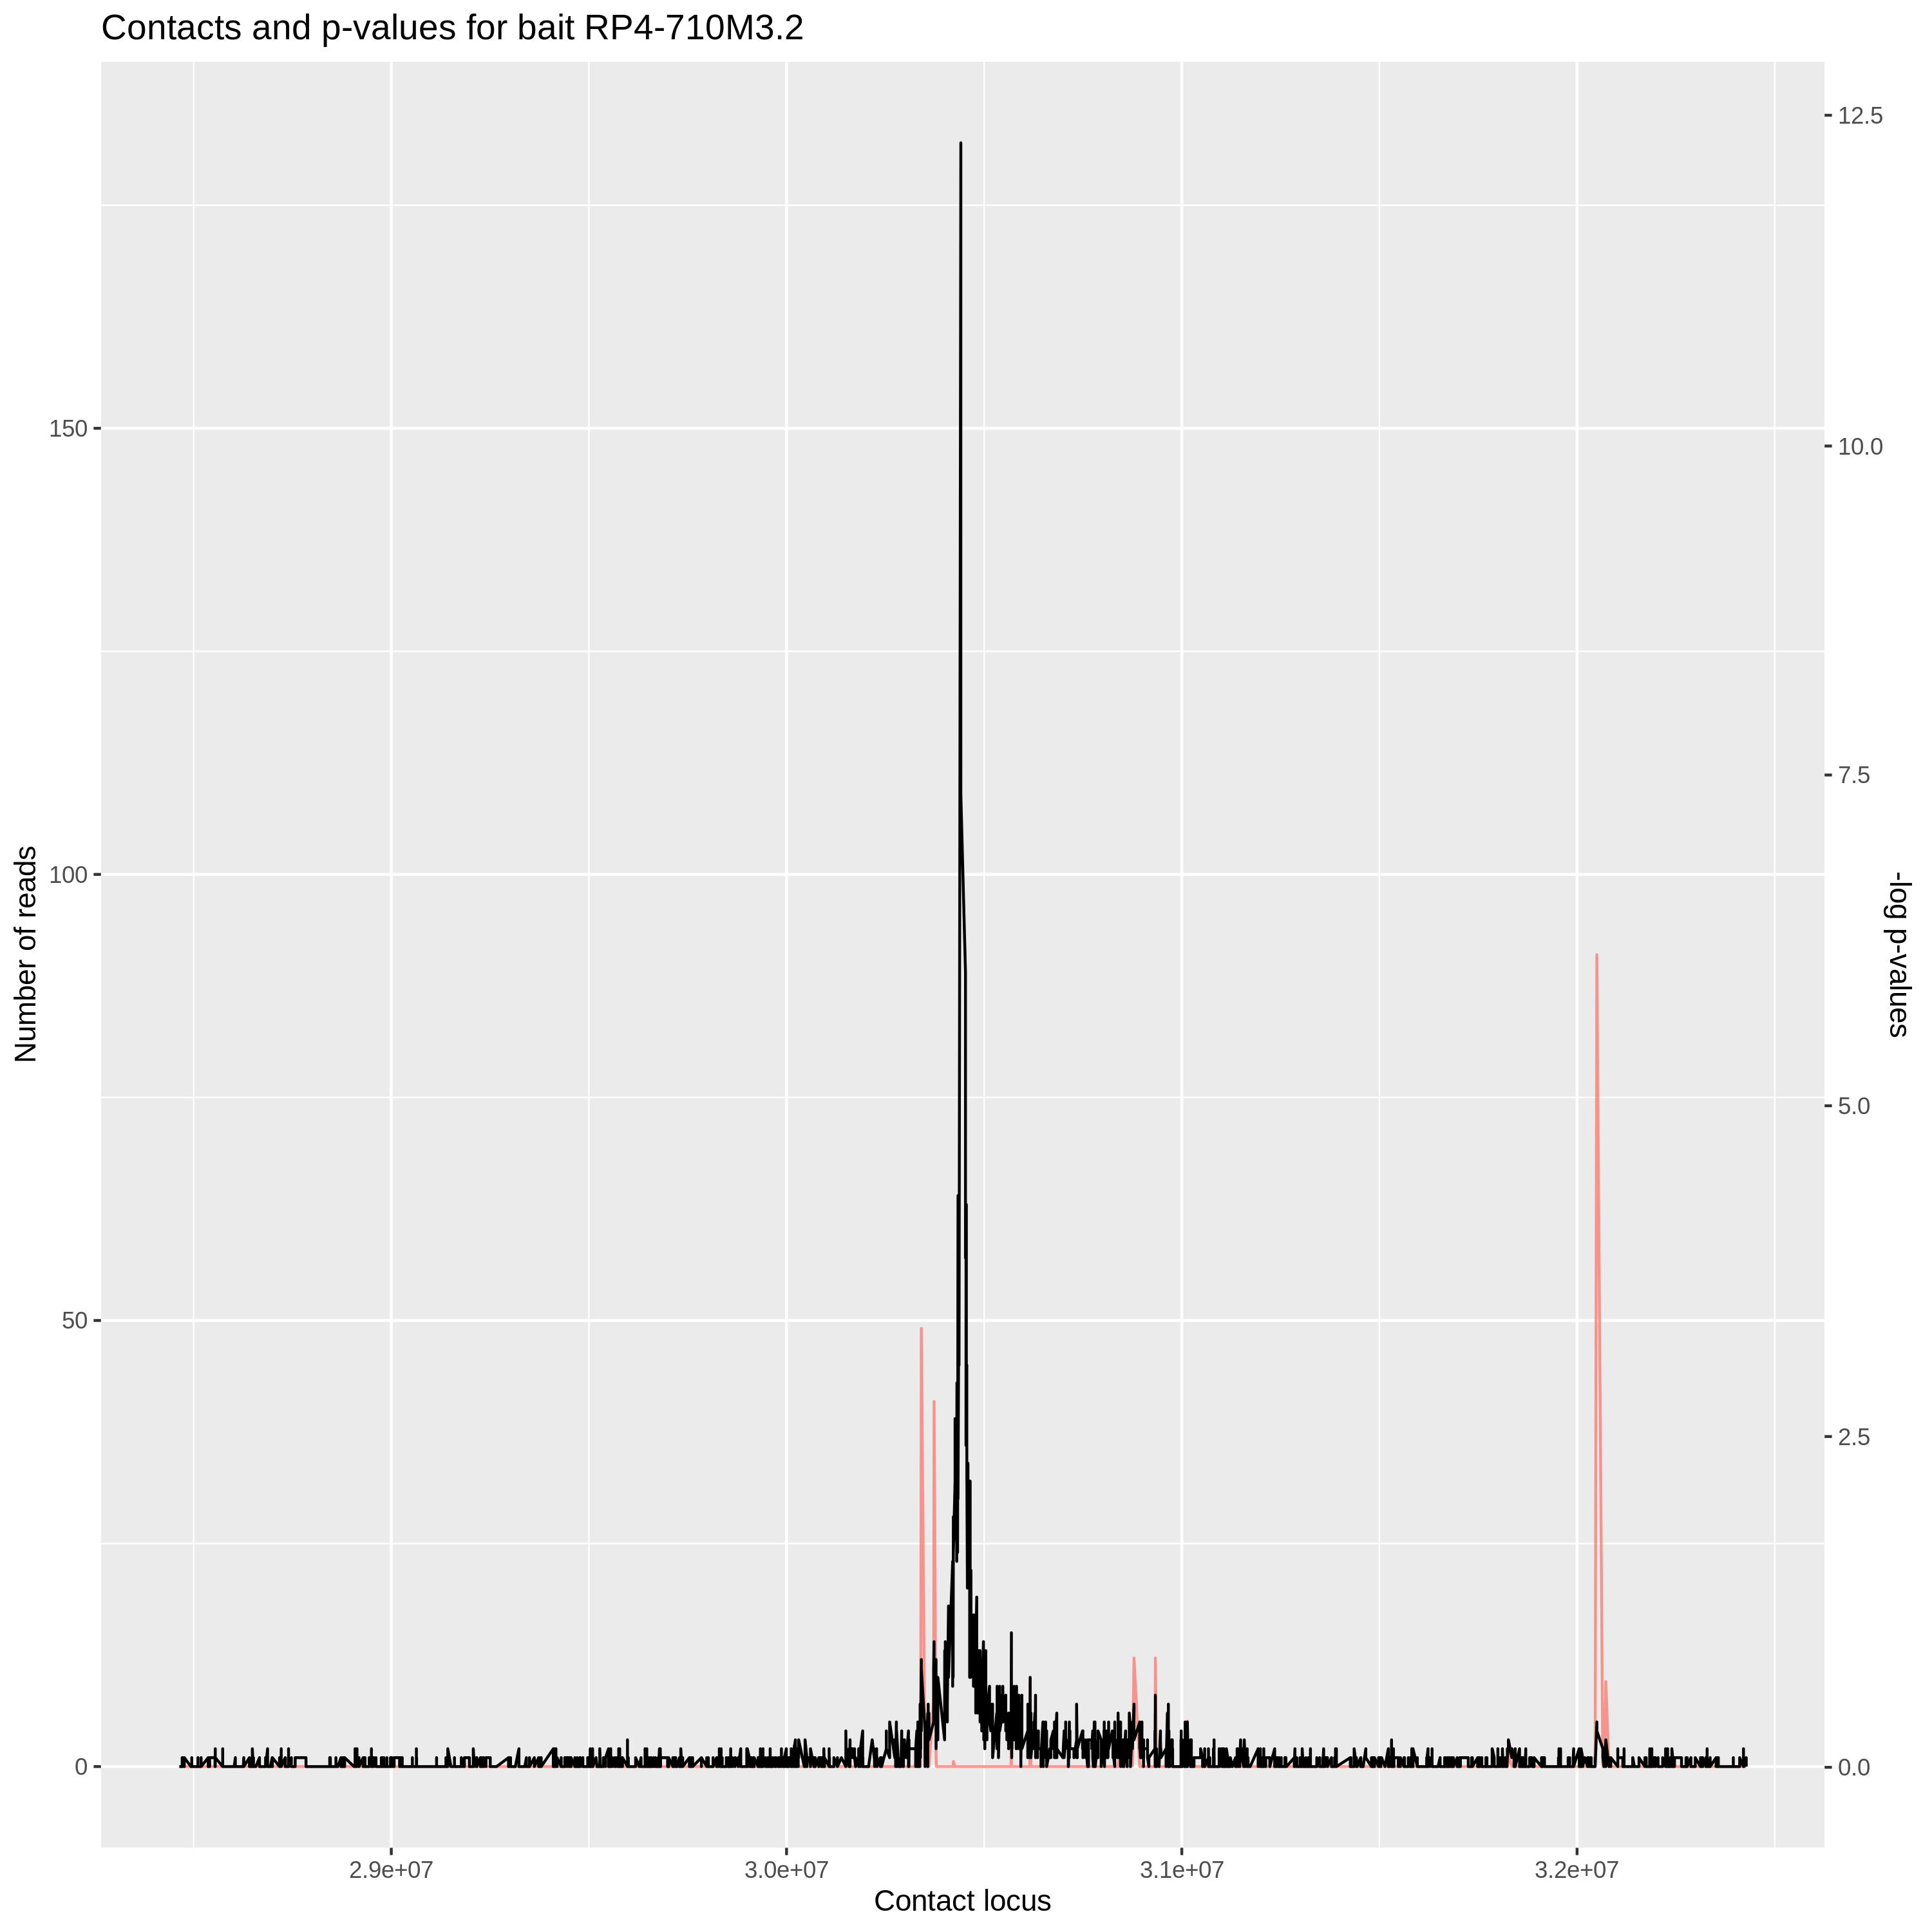 Contacts and p-values for bait RP4-710M3.2
Number of reads
150
100
50
0
12.5
10.0
7.5
5.0
2.5
0.0
-log p-values
2.9e+07
3.0e+07
3.1e+07
3.2e+07
Contact locus